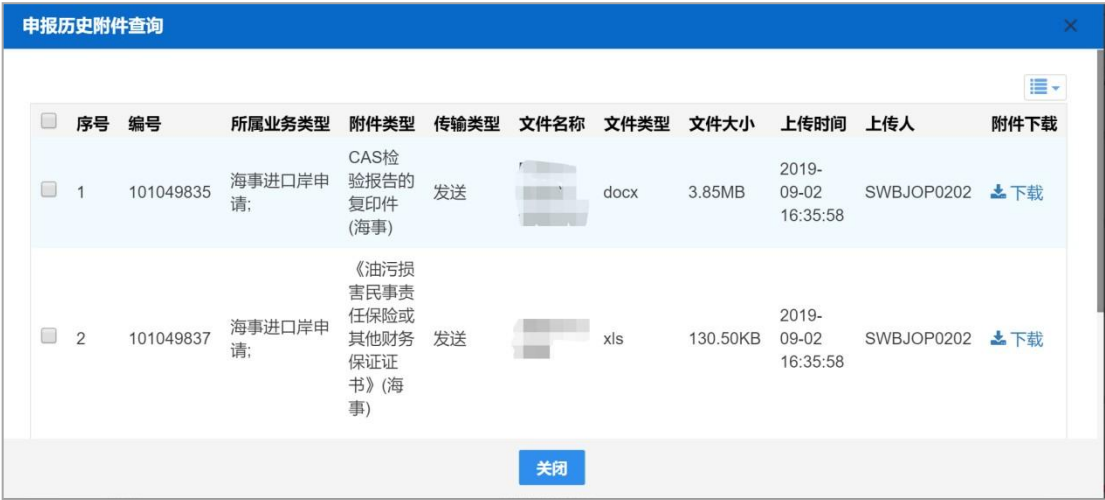 申报历史附件查询
序号 编号 所属业务类型 附件类型 传输类型 文件名称 文件类型 文件大小 上传时间 上传人 附件下载
1 101049835 海事进口岸申 CAS检 发送 docx 3.85MB 2019- SWBJOP0202 下载
请; 验报告的 09-02
复印件 16:35:58
(海事)
2 101049837 海事进口岸申 《油污损 发送 xls 130.50KB 2019- SWBJOP0202 下载
请; 害民事责 09-02
任保险或 16:35:58
其他财务
保证证
书》(海
事)
关闭